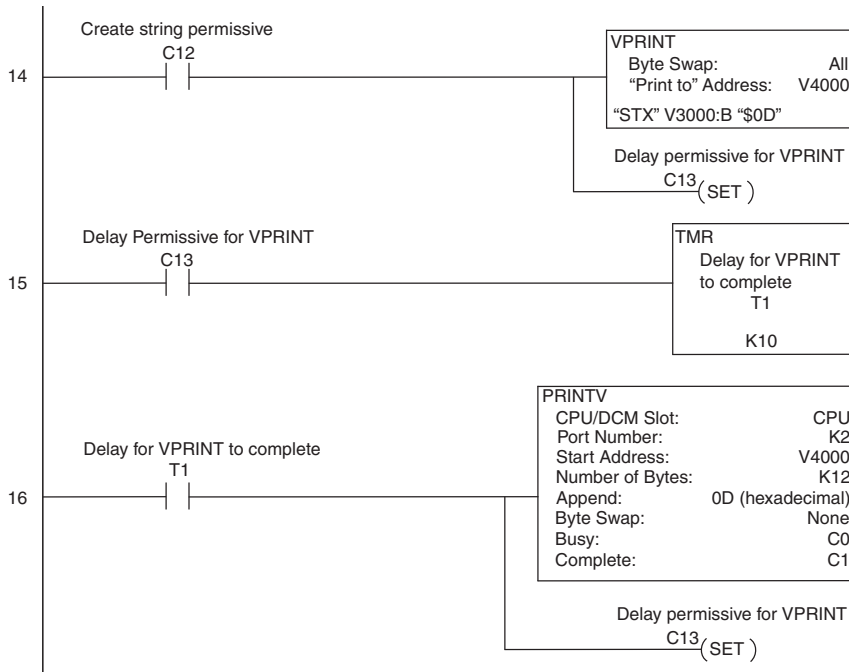 Create string permissive
C12
14
VPRINT
Byte Swap: All
“Print to” Address: V4000
“STX” V3000:B “$0D”
Delay permissive for VPRINT
C13
(SET )
Delay Permissive for VPRINT
C13
15
TMR
Delay for VPRINT
to complete
T1
K10
PRINTV
CPU/DCM Slot: CPU
Port Number: K2
Start Address: V4000
Number of Bytes: K12
Append: 0D (hexadecimal)
Byte Swap: None
Busy: C0
Complete: C1
Delay for VPRINT to complete
T1
16
Delay permissive for VPRINT
C13
(SET )